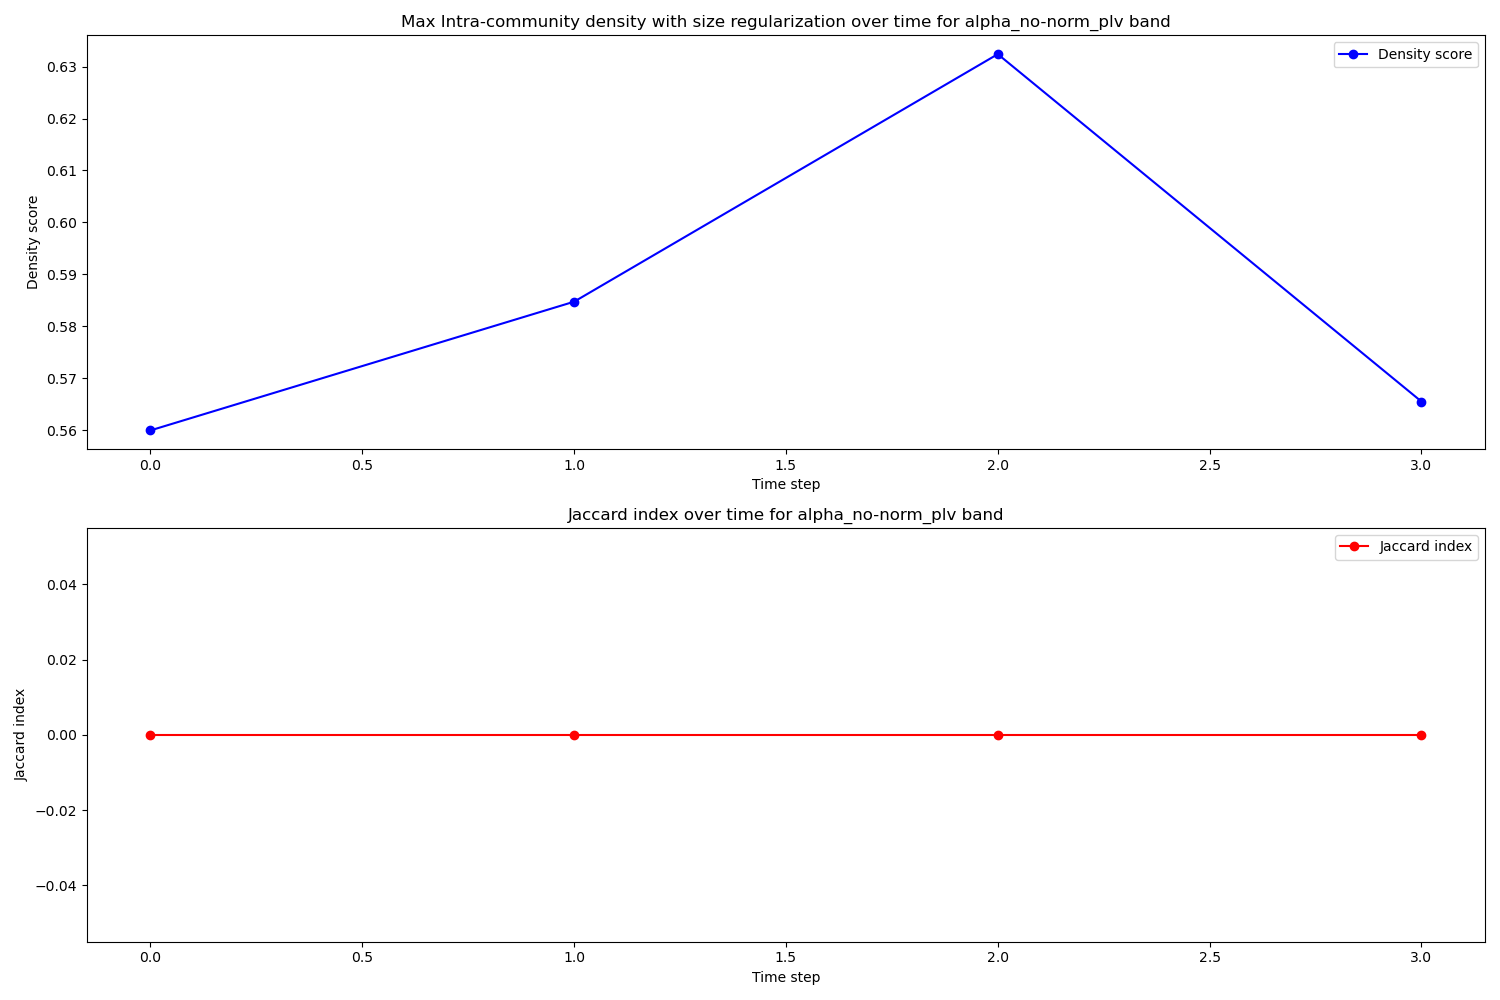 Max Intra-community density with size regularization over time for alpha_no-norm_plv band
Density score
0.63
0.62
0.61
0.60
0.59
0.58
0.57
0.56
Density score
0.0 0.5 1.0 1.5 2.0 2.5 3.0
Time step
Jaccard index over time for alpha_no-norm_plv band
Jaccard index
0.04
0.02
0.00
−0.02
−0.04
Jaccard index
0.0 0.5 1.0 1.5 2.0 2.5 3.0
Time step